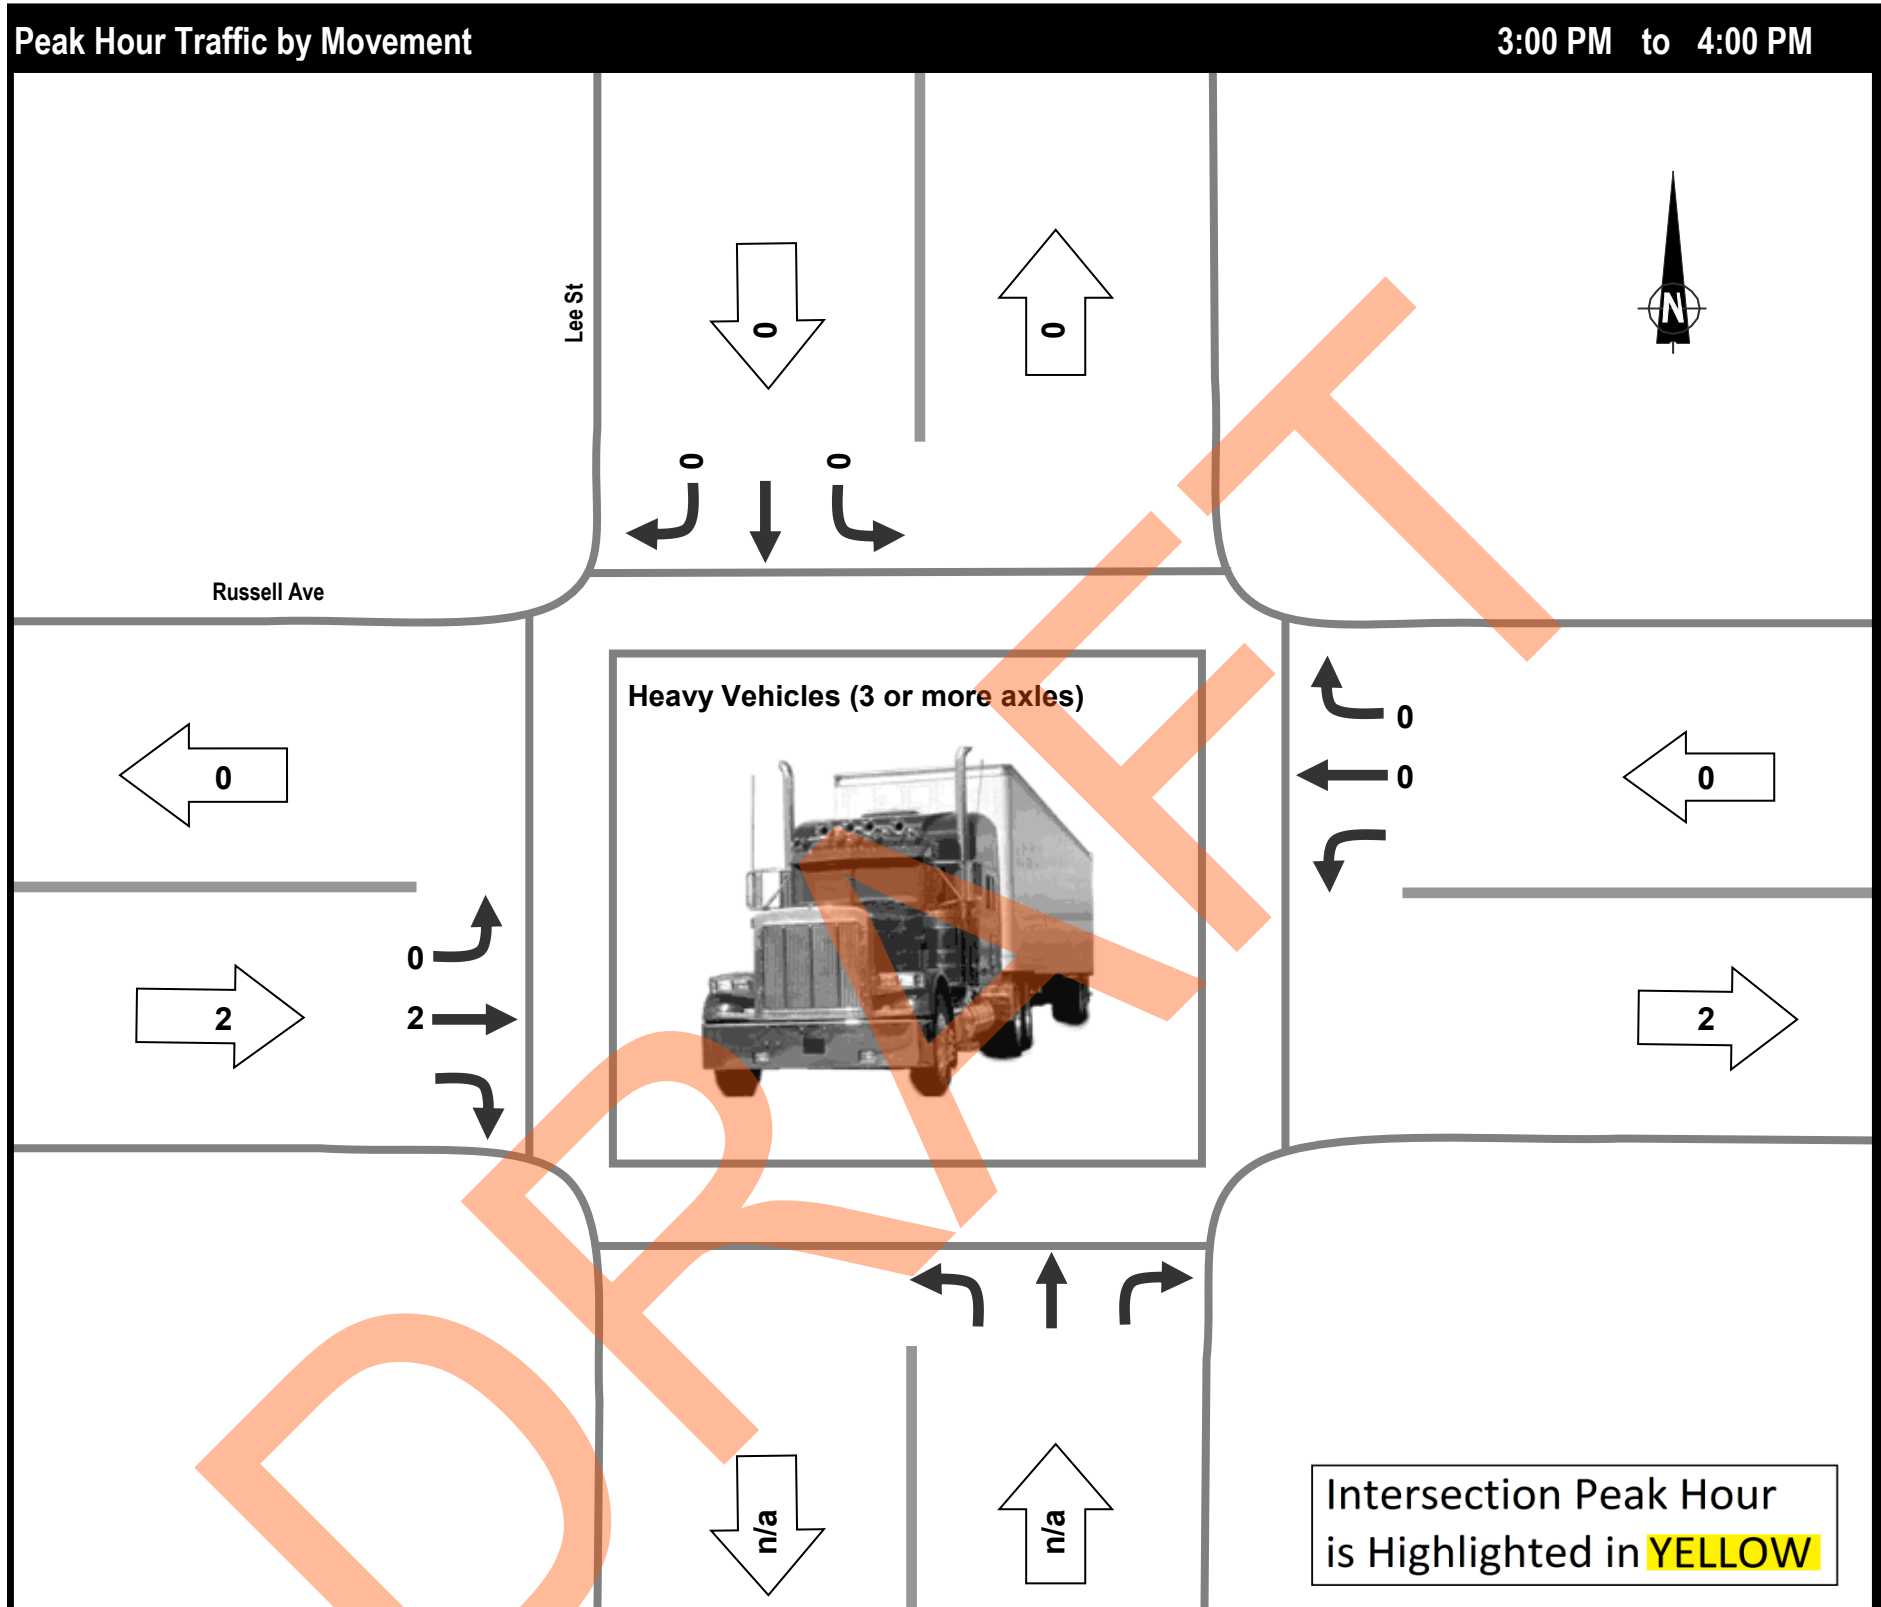 Peak Hour Traffic by Movement 3:00 PM to 4:00 PM
Lee St
0
0
N
0 0
Russell Ave
Heavy Vehicles (3 or more axles)
0
0
0
0
0
2
2
2
DRAFT
n/a
n/a
Intersection Peak Hour
is Highlighted in YELLOW